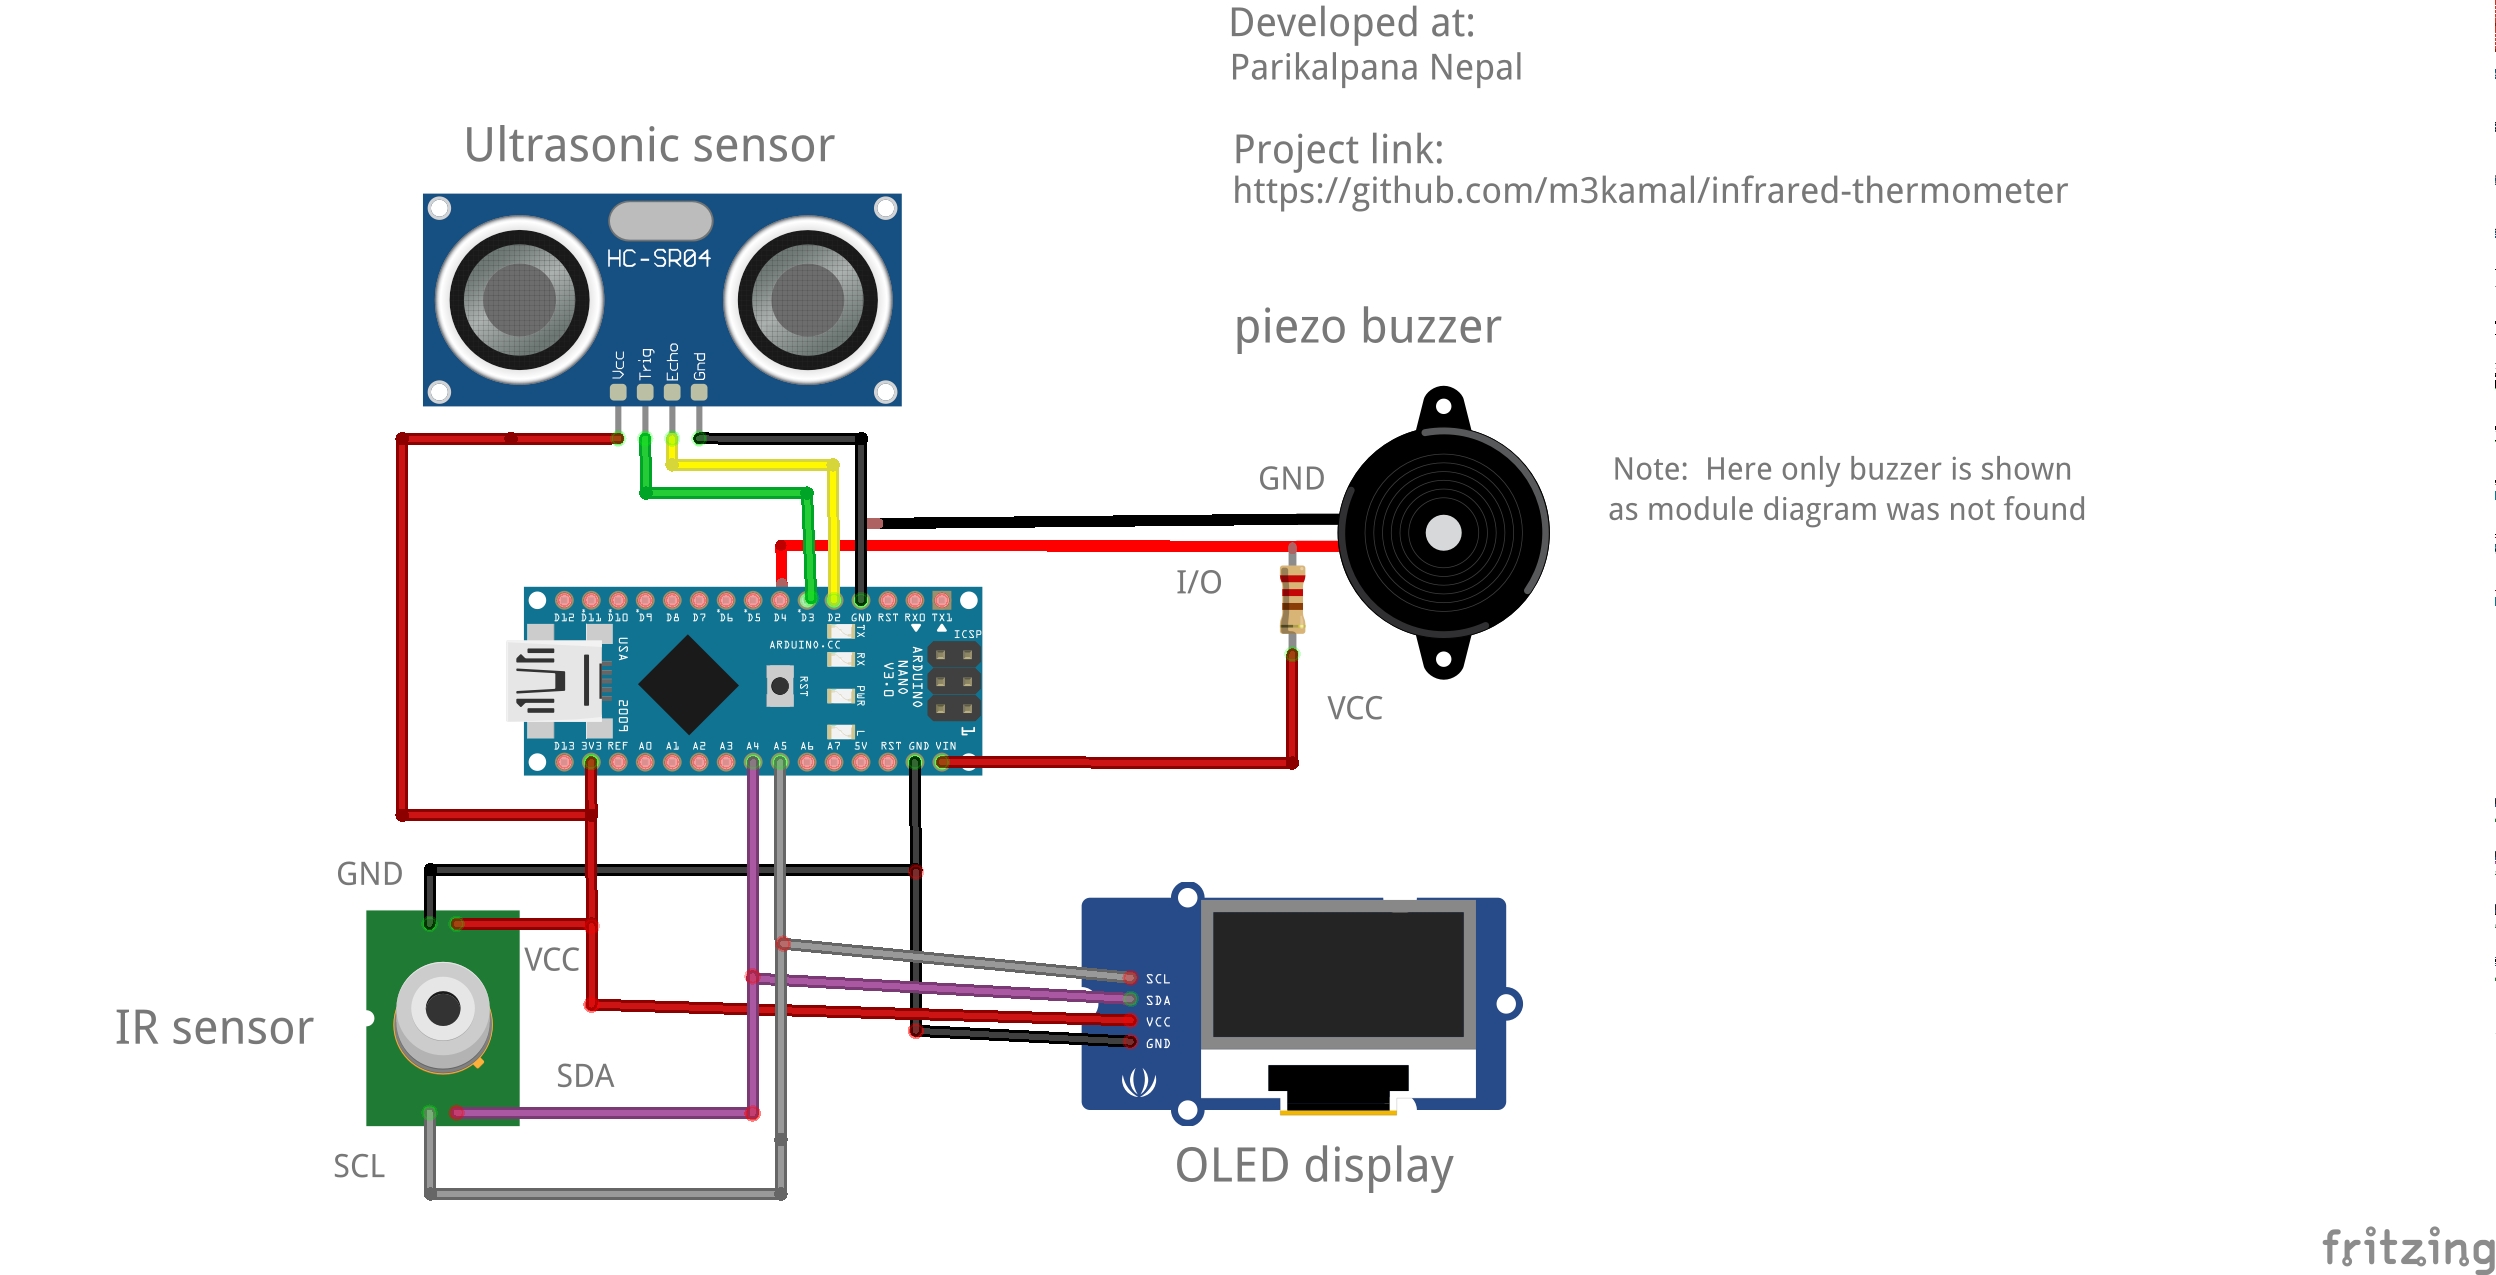 Developed at:
Parikalpana Nepal
Project link:
https://github.com/m3kamal/infrared-thermometer
Ultrasonic sensor
HC-SR04
Vcc
Trig
Echo
Gnd
piezo buzzer
GND
Note: Here only buzzer is shown
as module diagram was not found
I/O
VCC
D12 D11 D10 D9 D8 D7 D6 D5 D4 D3 D2 GND RST RX0 TX1
ARDUINO.CC
ICSP
TX
RX
PWR
L
USA
2009
RST
ARDUINO
NANO
V3.0
1
D13 3V3 REF A0 A1 A2 A3 A4 A5 A6 A7 5V RST GND VIN
GND
VCC
IR sensor
SDA
SCL
SCL
SDA
VCC
GND
OLED display
fritzing